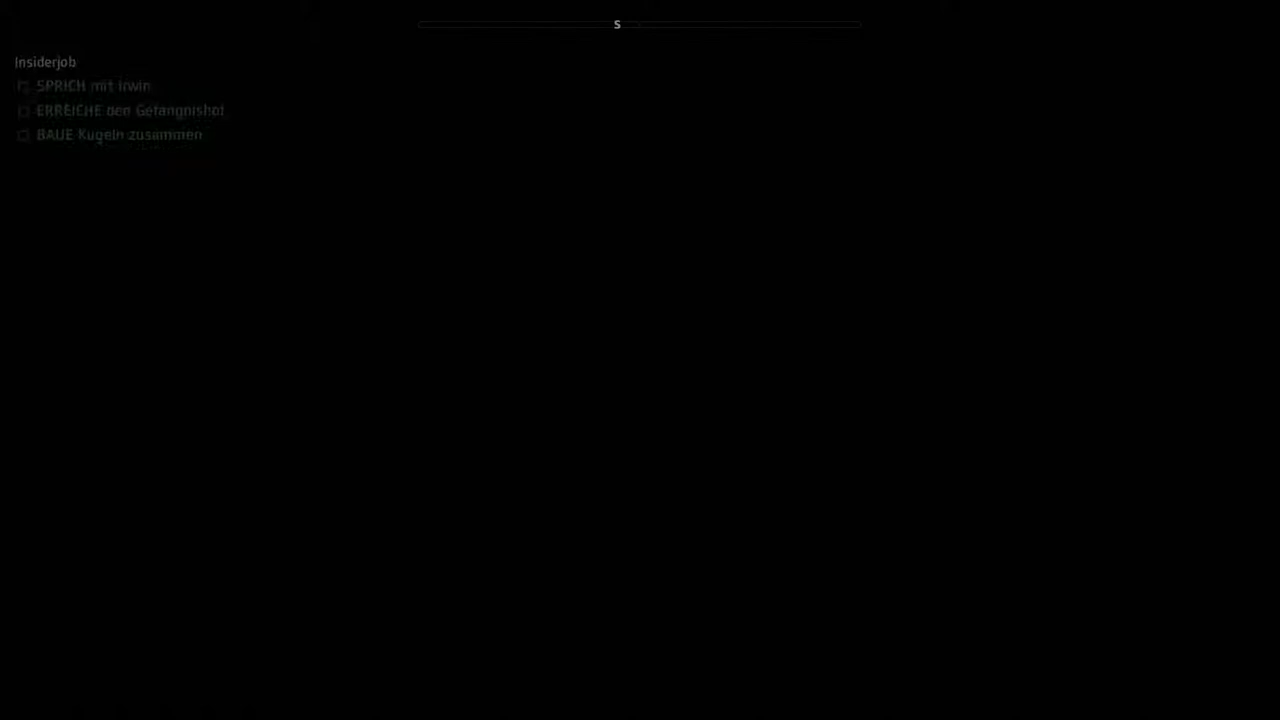 S
Insiderjob
SPRICH mit Irwin
ERREICHE den Gefängnishof
BAUE Kugeln zusammen